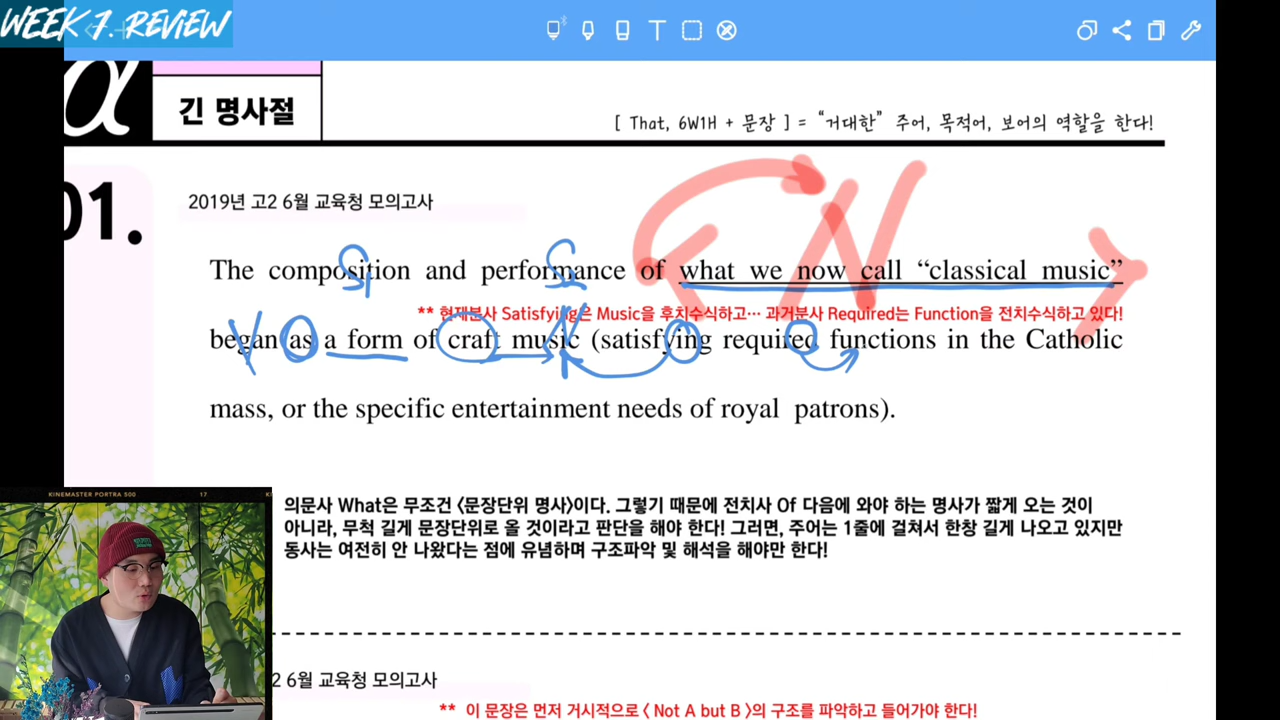 WEEK 7. REVIEW
T
α
긴 명사절
[ That, 6W1H + 문장 ] = “거대한” 주어, 목적어, 보어의 역할을 한다!
01.
2019년 고2 6월 교육청 모의고사
N
S1 S2
The composition and performance of what we now call “classical music”
** 현재분사 Satisfying은 Music을 후치수식하고… 과거분사 Required는 Function을 전치수식하고 있다!
V N
began as a form of craft music (satisfying required functions in the Catholic
mass, or the specific entertainment needs of royal patrons).
KINEMASTER PORTRA 500 17
의문사 What은 무조건 <문장단위 명사>이다. 그렇기 때문에 전치사 Of 다음에 와야 하는 명사가 짧게 오는 것이
아니라, 무척 길게 문장단위로 올 것이라고 판단을 해야 한다! 그러면, 주어는 1줄에 걸쳐서 한창 길게 나오고 있지만
동사는 여전히 안 나왔다는 점에 유념하며 구조파악 및 해석을 해야만 한다!
2 6월 교육청 모의고사
** 이 문장은 먼저 거시적으로 < Not A but B >의 구조를 파악하고 들어가야 한다!